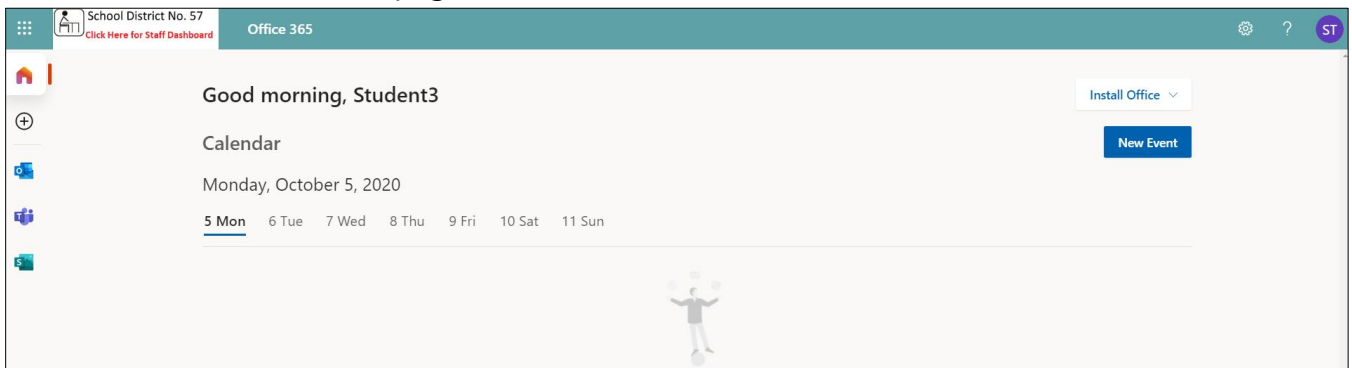 School District No. 57
Click Here for Staff Dashboard
Office 365
?
ST
Good morning, Student3
Install Office
Calendar
New Event
Monday, October 5, 2020
5 Mon 6 Tue 7 Wed 8 Thu 9 Fri 10 Sat 11 Sun